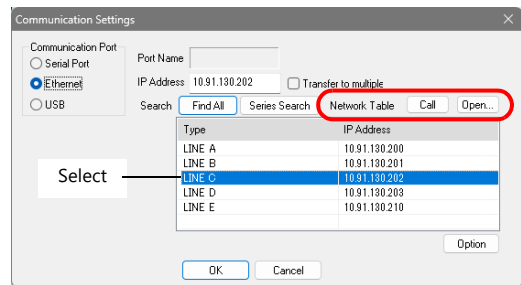 Communication Settings
Communication Port
Serial Port
Ethernet
USB
Port Name
IP Address 10.91.130.202 Transfer to multiple
Search Find All Series Search Network Table Call Open...
Type IP Address
LINE A 10.91.130.200
LINE B 10.91.130.201
LINE C 10.91.130.202
LINE D 10.91.130.203
LINE E 10.91.130.210
Select
Option
OK Cancel